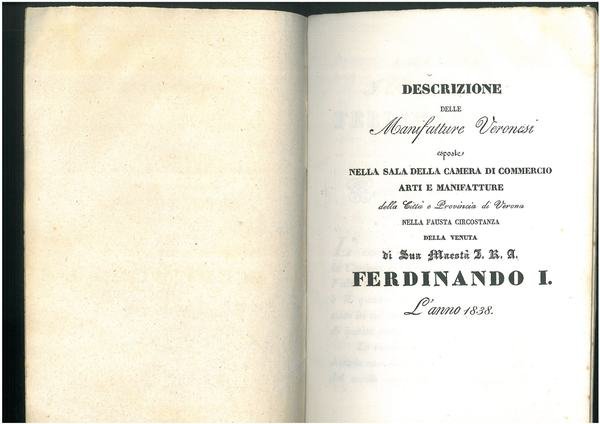 DESCRIZIONE
DELLE
Manifatture Veronesi
esposte
NELLA SALA DELLA CAMERA DI COMMERCIO
ARTI E MANIFATTURE
della Città e Provincia di Verona
NELLA FAUSTA CIRCOSTANZA
DELLA VENUTA
di Sua Maestà I. R. A.
FERDINANDO I.
L'anno 1838.